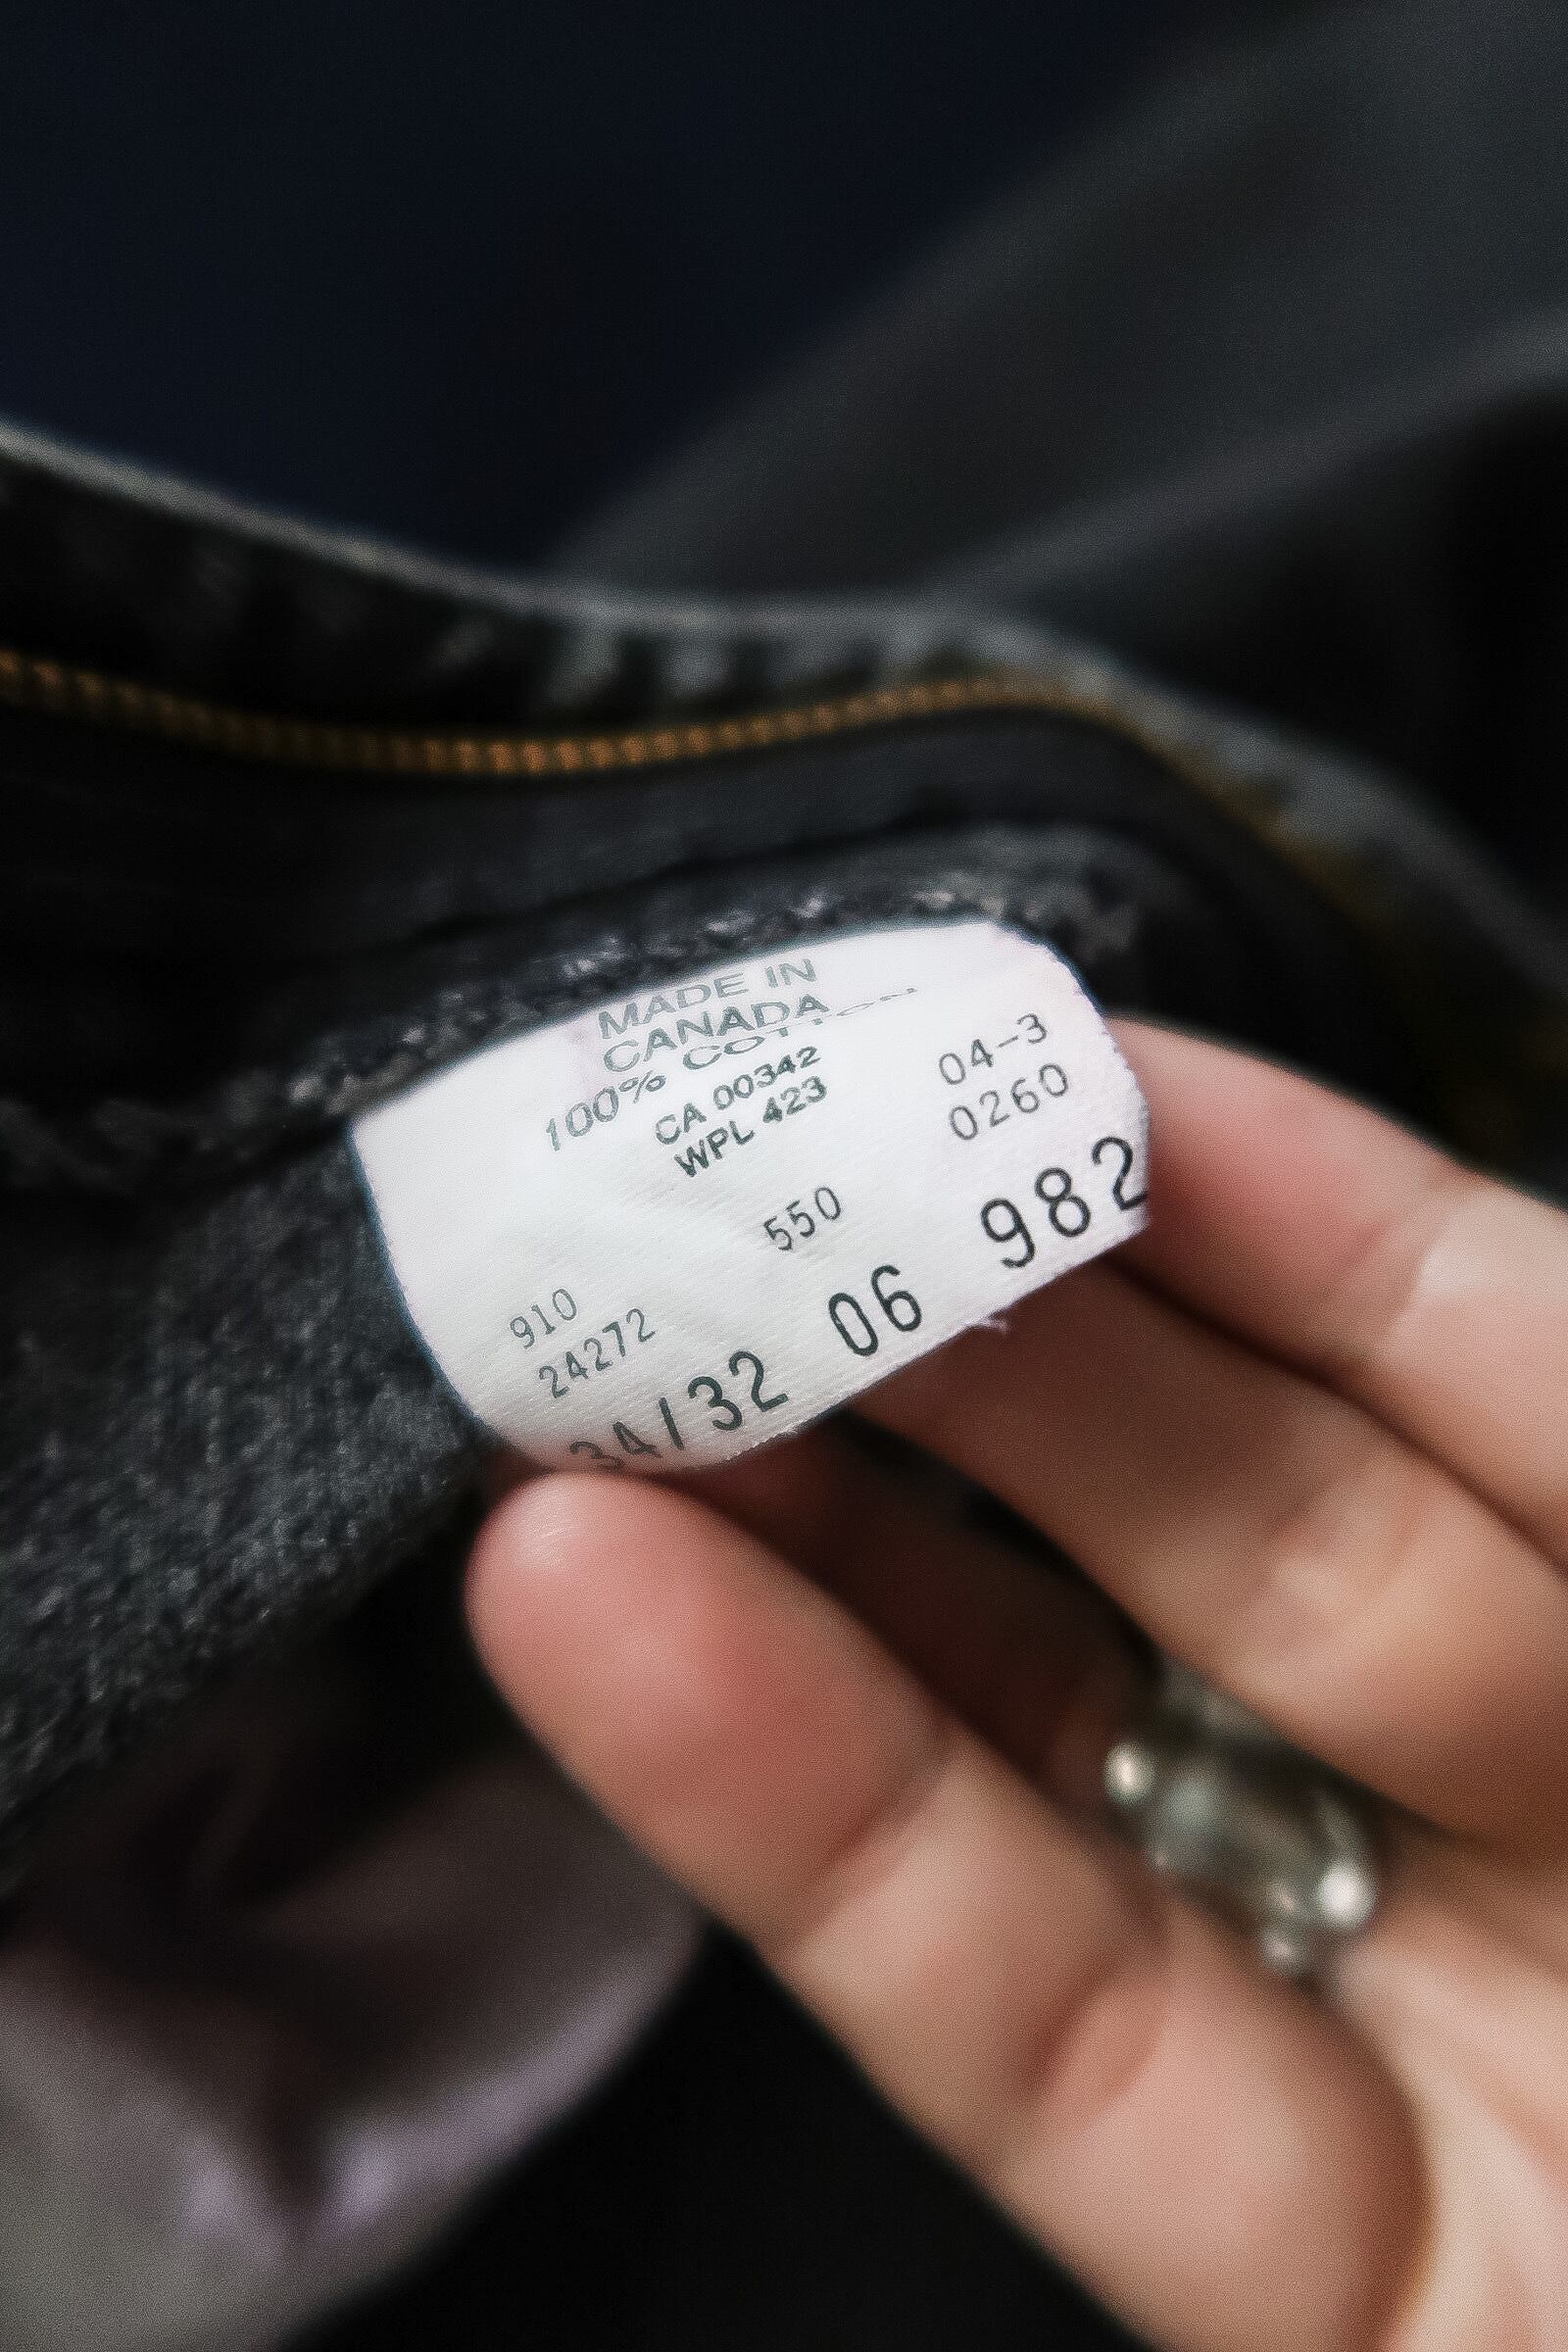 MADE IN
CANADA
100% COTTON
CA 00342
WPL 423
04-3
0260
550
910
24272
34/32 06 982